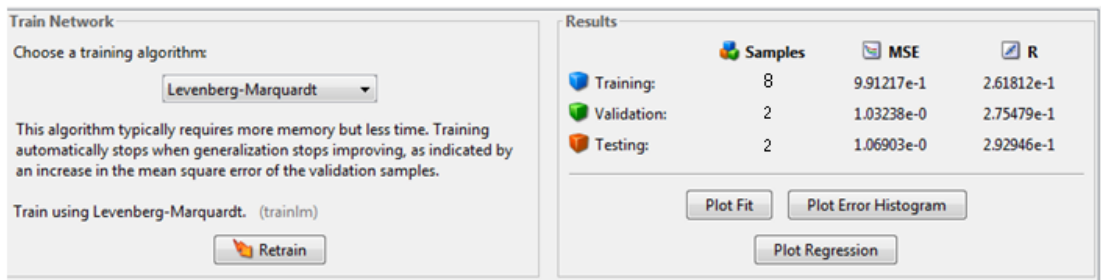 Train Network
Choose a training algorithm:
Levenberg-Marquardt
This algorithm typically requires more memory but less time. Training
automatically stops when generalization stops improving, as indicated by
an increase in the mean square error of the validation samples.
Train using Levenberg-Marquardt. (trainlm)
Retrain
Results
Samples MSE R
Training: 8 9.91217e-1 2.61812e-1
Validation: 2 1.03238e-0 2.75479e-1
Testing: 2 1.06903e-0 2.92946e-1
Plot Fit Plot Error Histogram
Plot Regression